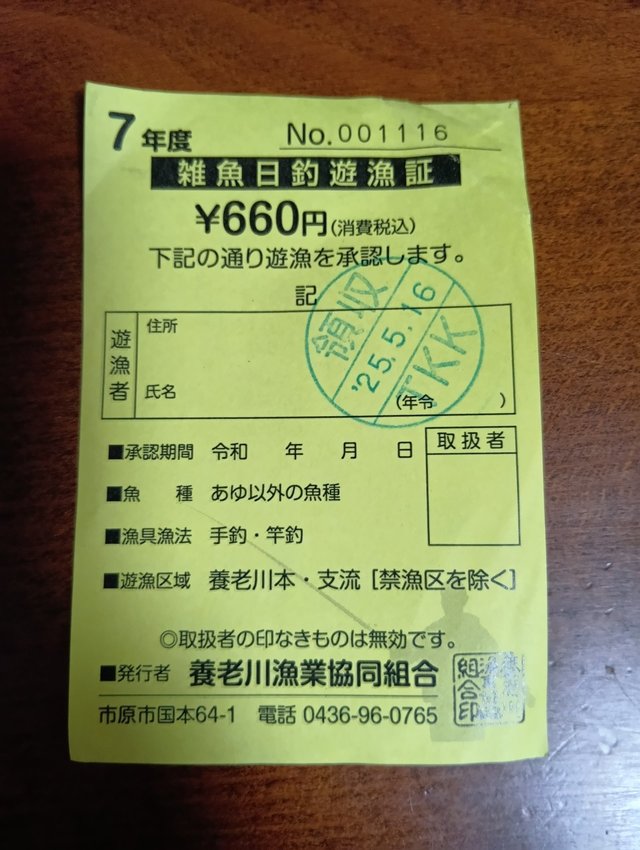 7年度 No.001116
雑魚日釣遊漁証
¥660円(消費税込)
下記の通り遊漁を承認します。
記
領収
'25.5.16
TKK
遊漁者
住所
氏名
(年令 )
■承認期間 令和 年 月 日
取扱者
■魚 種 あゆ以外の魚種
■漁具漁法 手釣・竿釣
■遊漁区域 養老川本・支流[禁漁区を除く]
◎取扱者の印なきものは無効です。
■発行者 養老川漁業協同組合
市原市国本64-1 電話 0436-96-0765
組合印